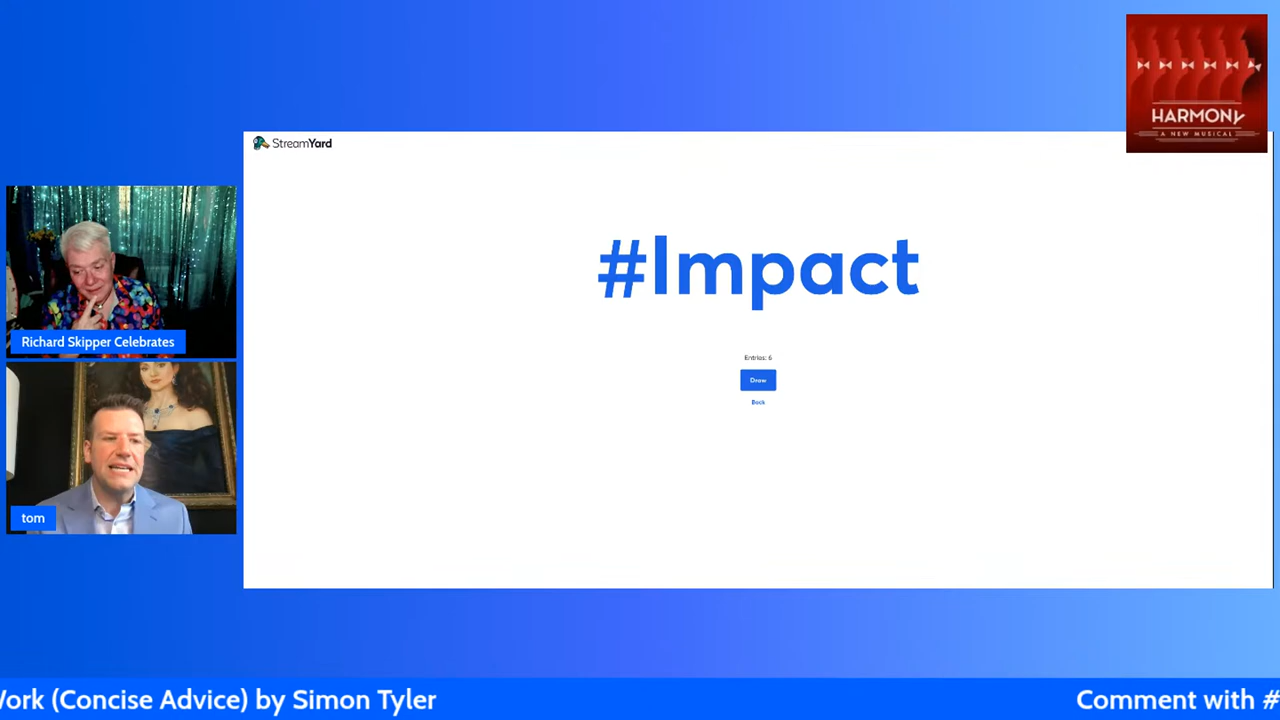 HARMONY
A NEW MUSICAL
StreamYard
#Impact
Entries: 6
Draw
Back
Richard Skipper Celebrates
tom
Work (Concise Advice) by Simon Tyler
Comment with #